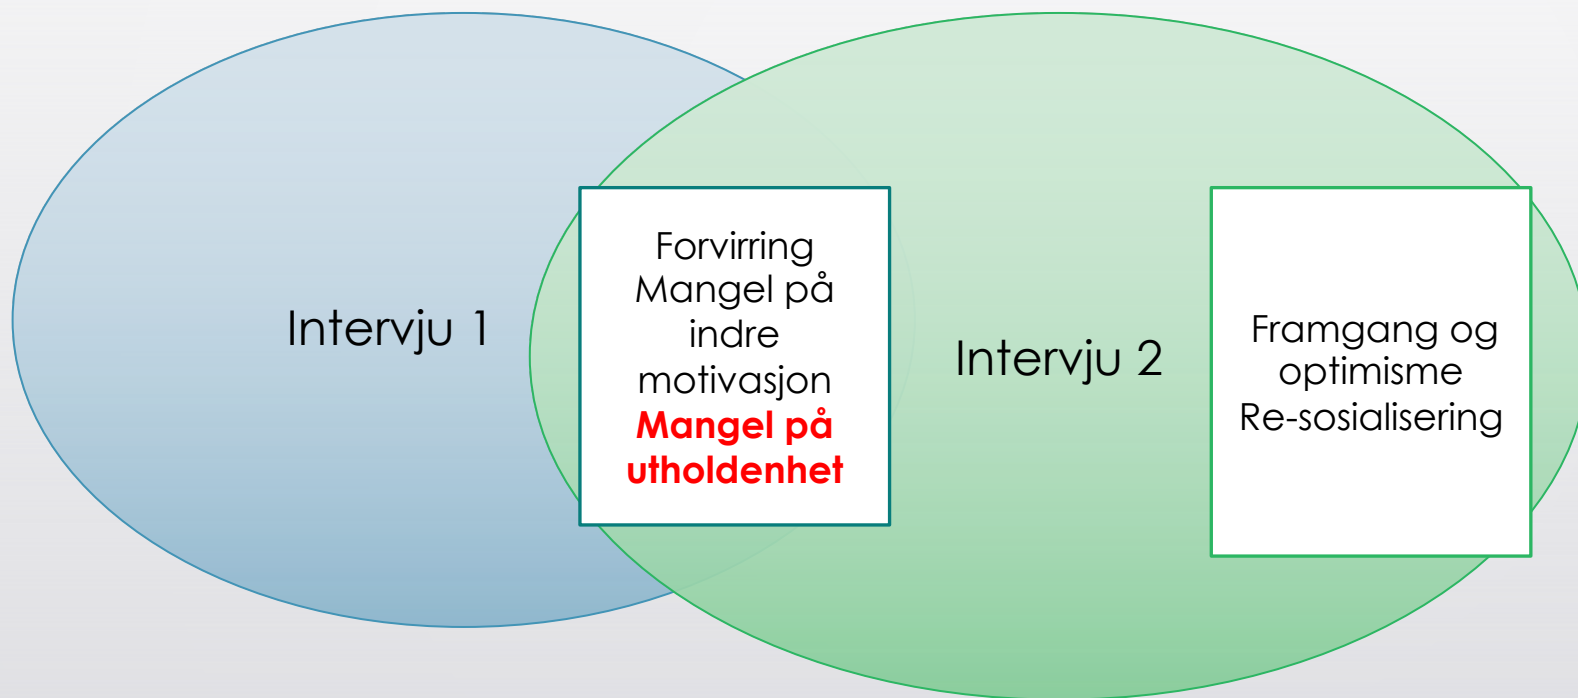 Intervju 1
Forvirring
Mangel på
indre
motivasjon
Mangel på
utholdenhet
Intervju 2
Framgang og
optimisme
Re-sosialisering